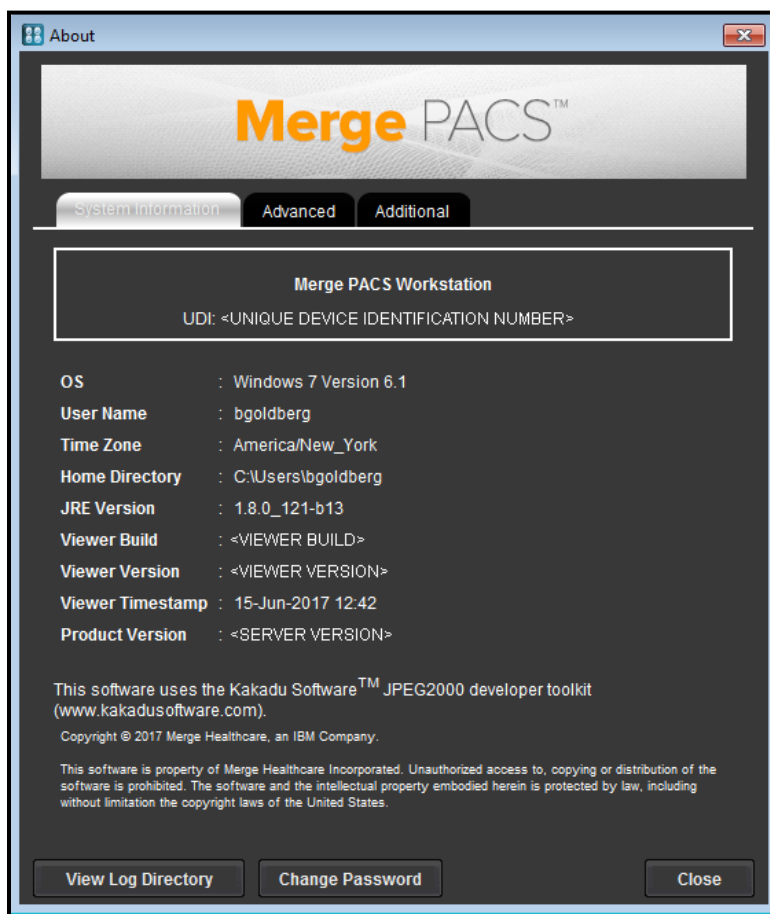 About
Merge PACS™
System Information Advanced Additional
Merge PACS Workstation
UDI: <UNIQUE DEVICE IDENTIFICATION NUMBER>
OS : Windows 7 Version 6.1
User Name : bgoldberg
Time Zone : America/New_York
Home Directory : C:\Users\bgoldberg
JRE Version : 1.8.0_121-b13
Viewer Build : <VIEWER BUILD>
Viewer Version : <VIEWER VERSION>
Viewer Timestamp : 15-Jun-2017 12:42
Product Version : <SERVER VERSION>
This software uses the Kakadu Software™ JPEG2000 developer toolkit
(www.kakadusoftware.com).
Copyright © 2017 Merge Healthcare, an IBM Company.
This software is property of Merge Healthcare Incorporated. Unauthorized access to, copying or distribution of the
software is prohibited. The software and the intellectual property embodied herein is protected by law, including
without limitation the copyright laws of the United States.
View Log Directory Change Password Close